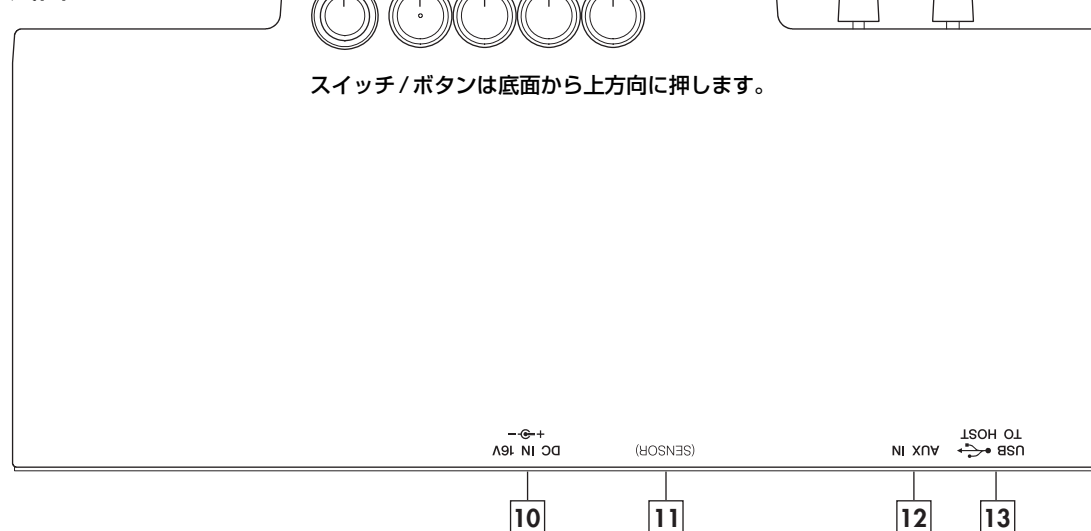 スイッチ/ボタンは底面から上方向に押します。
DC IN 16V
(SENSOR)
AUX IN
USB TO HOST
10
11
12
13